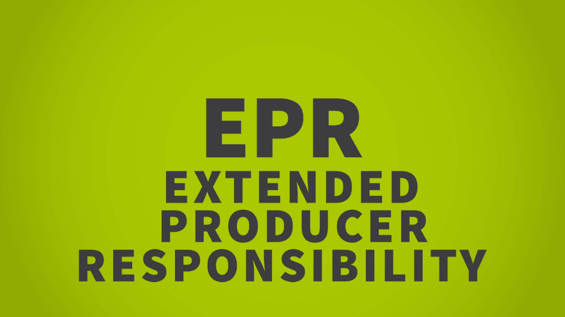 EPR
EXTENDED
PRODUCER
RESPONSIBILITY